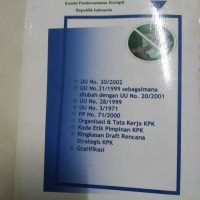 Komisi Pemberantasan Korupsi
Republik Indonesia
UU No. 30/2002
UU No.31/1999 sebagaimana
diubah dengan UU No. 20/2001
UU No. 28/1999
UU No. 3/1971
PP No. 71/2000
Organisasi & Tata Kerja KPK
Kode Etik Pimpinan KPK
Ringkasan Draft Rencana
Strategis KPK
Gratifikasi